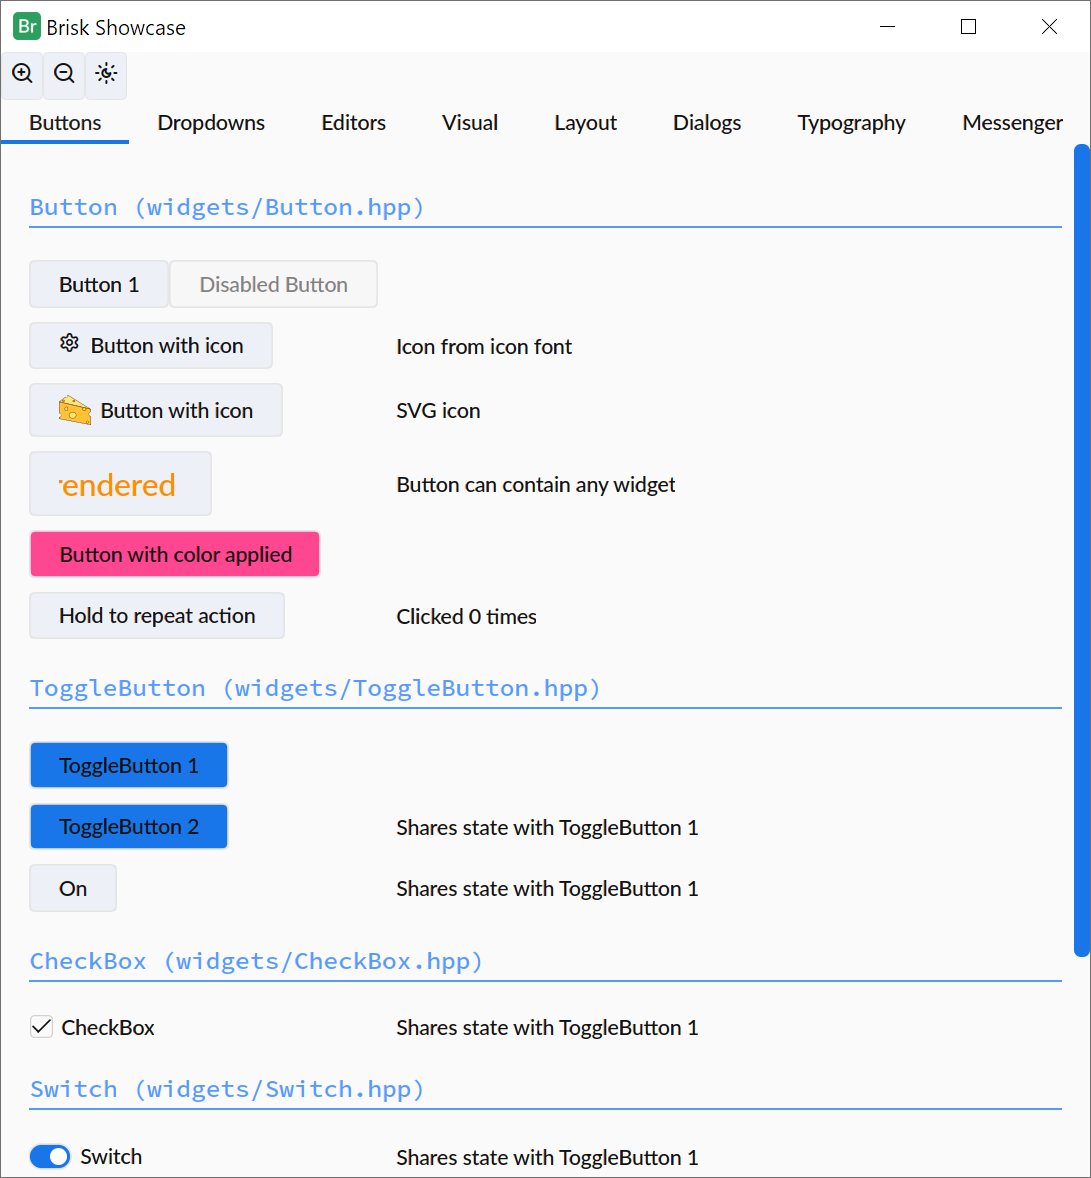 Br Brisk Showcase
Buttons Dropdowns Editors Visual Layout Dialogs Typography Messenger
Button (widgets/Button.hpp)
Button 1 Disabled Button
Button with icon Icon from icon font
Button with icon SVG icon
rendered Button can contain any widget
Button with color applied
Hold to repeat action Clicked 0 times
ToggleButton (widgets/ToggleButton.hpp)
ToggleButton 1
ToggleButton 2 Shares state with ToggleButton 1
On Shares state with ToggleButton 1
CheckBox (widgets/CheckBox.hpp)
CheckBox Shares state with ToggleButton 1
Switch (widgets/Switch.hpp)
Switch Shares state with ToggleButton 1